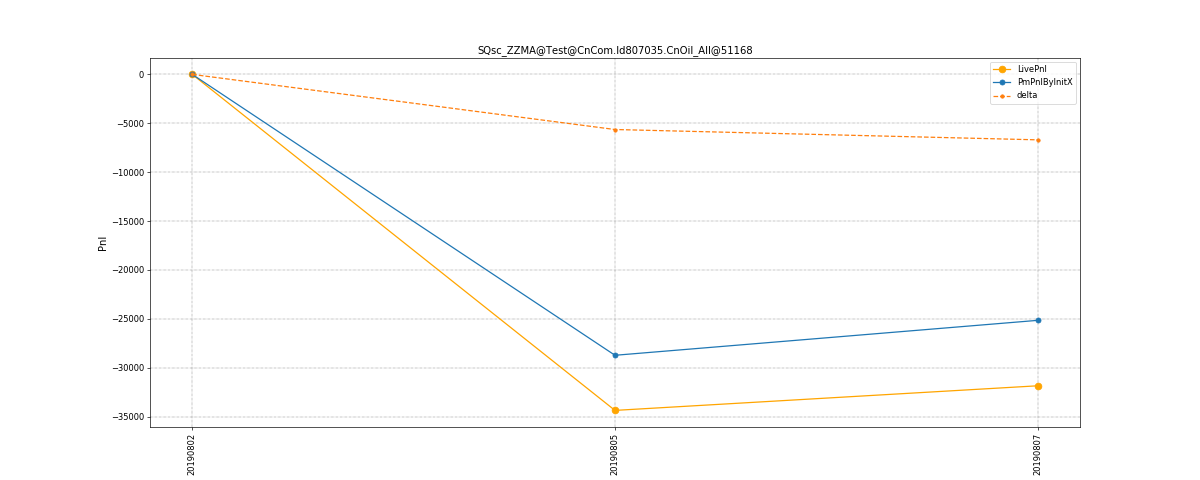 SQsc_ZZMA@Test@CnCom.Id807035.CnOil_All@51168
LivePnl
PmPnlByInitX
delta
0
−5000
−10000
−15000
−20000
−25000
−30000
−35000
Pnl
20190802
20190805
20190807